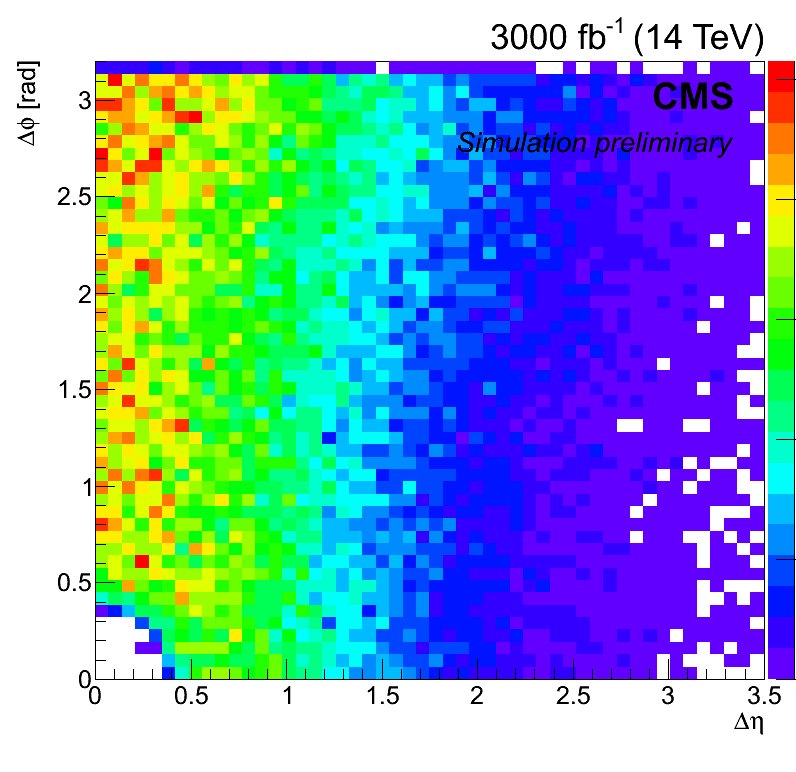 3000 fb-1 (14 TeV)
CMS
Simulation preliminary
Δϕ [rad]
3
2.5
2
1.5
1
0.5
0
0 0.5 1 1.5 2 2.5 3 3.5
Δη